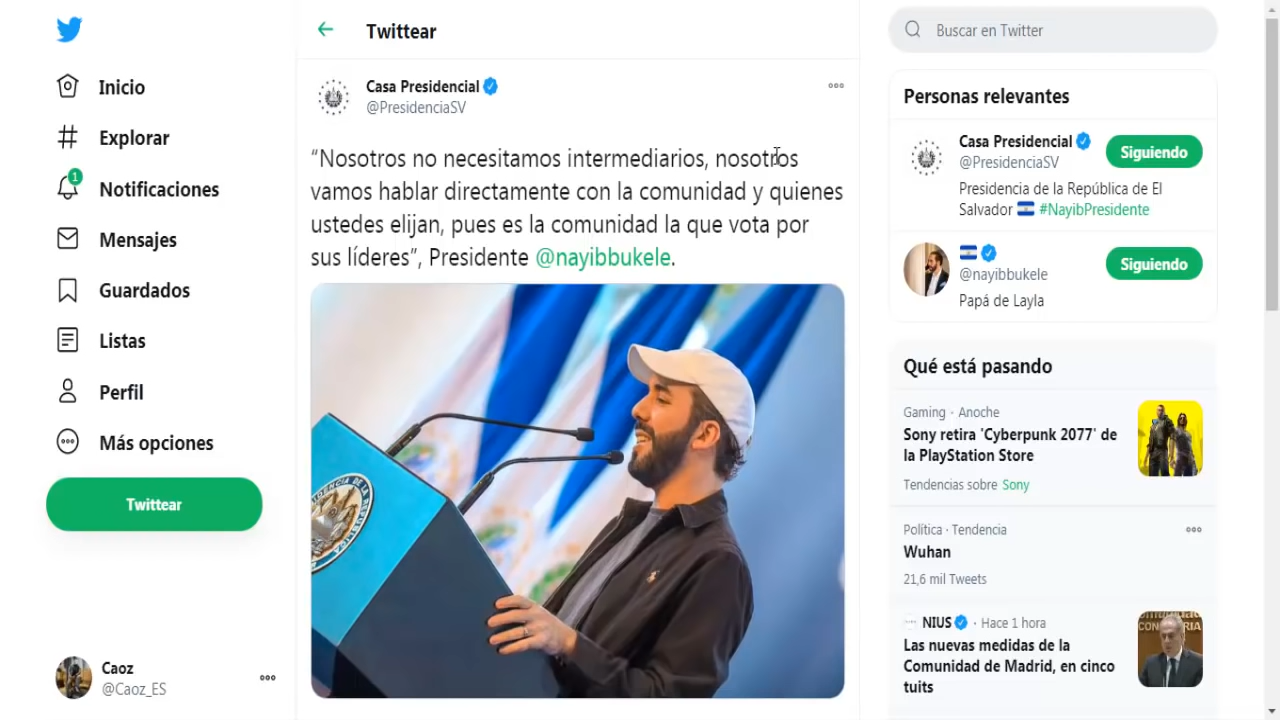 Inicio
Explorar
1
Notificaciones
Mensajes
Guardados
Listas
Perfil
Más opciones
Twittear
Caoz
@Caoz_ES
Twittear
Casa Presidencial
@PresidenciaSV
“Nosotros no necesitamos intermediarios, nosotros
vamos hablar directamente con la comunidad y quienes
ustedes elijan, pues es la comunidad la que vota por
sus líderes”, Presidente @nayibbukele.
Buscar en Twitter
Personas relevantes
Casa Presidencial
@PresidenciaSV
Siguiendo
Presidencia de la República de El
Salvador 🇸🇻 #NayibPresidente
🇸🇻
@nayibbukele
Siguiendo
Papá de Layla
Qué está pasando
Gaming · Anoche
Sony retira 'Cyberpunk 2077' de
la PlayStation Store
Tendencias sobre Sony
Política · Tendencia
Wuhan
21,6 mil Tweets
NIUS · Hace 1 hora
Las nuevas medidas de la
Comunidad de Madrid, en cinco
tuits